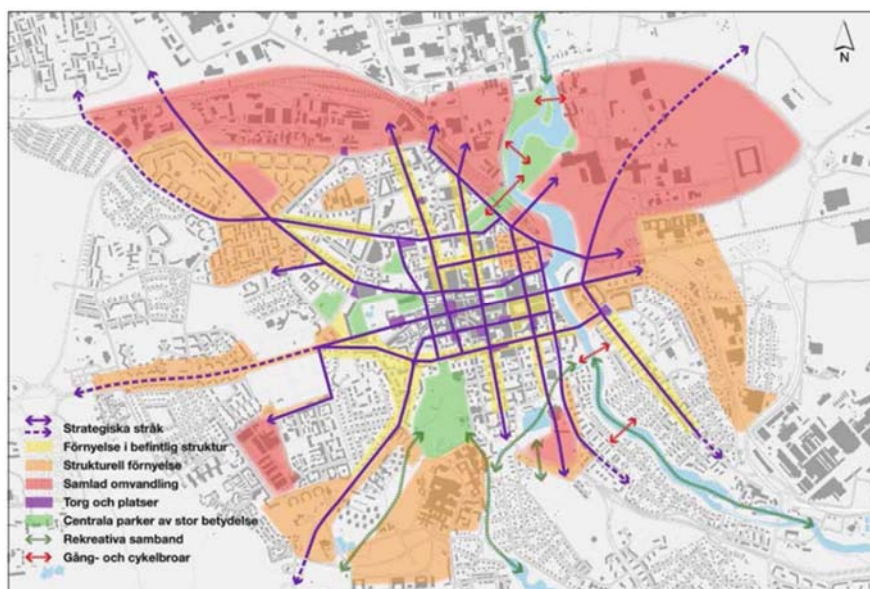 N
Strategiska stråk
Förnyelse i befintlig struktur
Strukturell förnyelse
Samlad omvandling
Torg och platser
Centrala parker av stor betydelse
Rekreativa samband
Gång- och cykelbroar